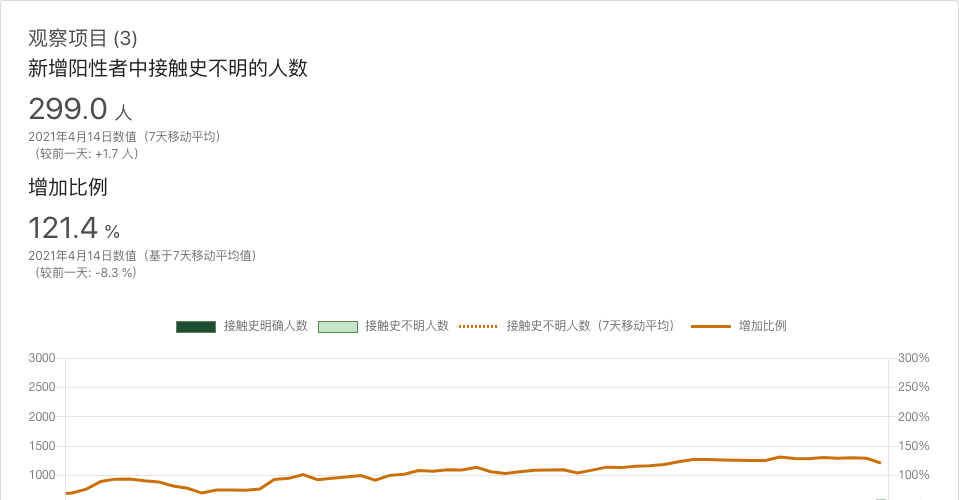 观察项目 (3)
新增阳性者中接触史不明的人数
299.0 人
2021年4月14日数值（7天移动平均）
（较前一天: +1.7 人）
增加比例
121.4 %
2021年4月14日数值（基于7天移动平均值）
（较前一天: -8.3 %）
接触史明确人数 接触史不明人数 接触史不明人数（7天移动平均） 增加比例
3000 300%
2500 250%
2000 200%
1500 150%
1000 100%